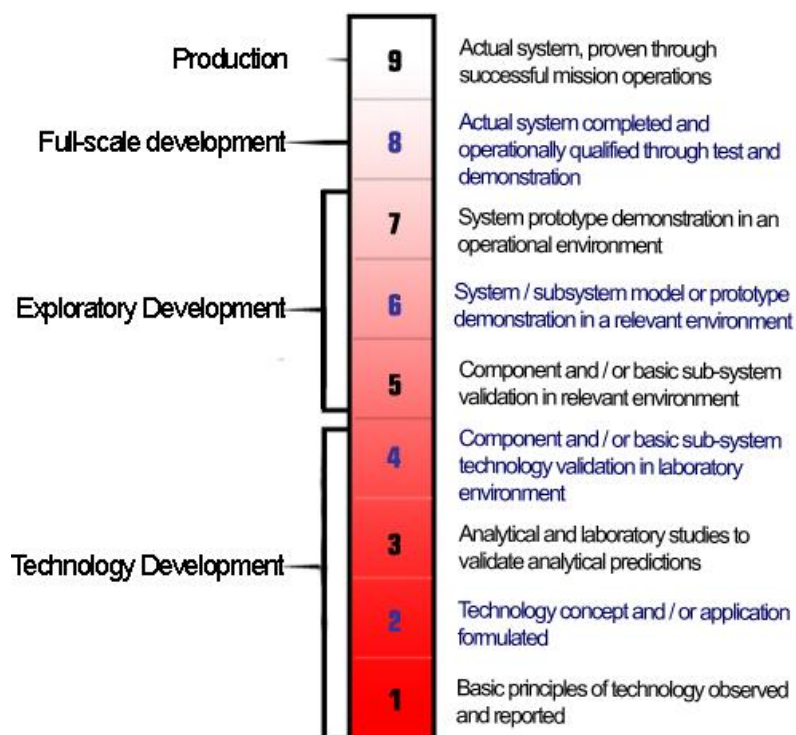 Production
9
Actual system, proven through
successful mission operations
Full-scale development
8
Actual system completed and
operationally qualified through test and
demonstration
7
System prototype demonstration in an
operational environment
Exploratory Development
6
System / subsystem model or prototype
demonstration in a relevant environment
5
Component and / or basic sub-system
validation in relevant environment
4
Component and / or basic sub-system
technology validation in laboratory
environment
Technology Development
3
Analytical and laboratory studies to
validate analytical predictions
2
Technology concept and / or application
formulated
1
Basic principles of technology observed
and reported